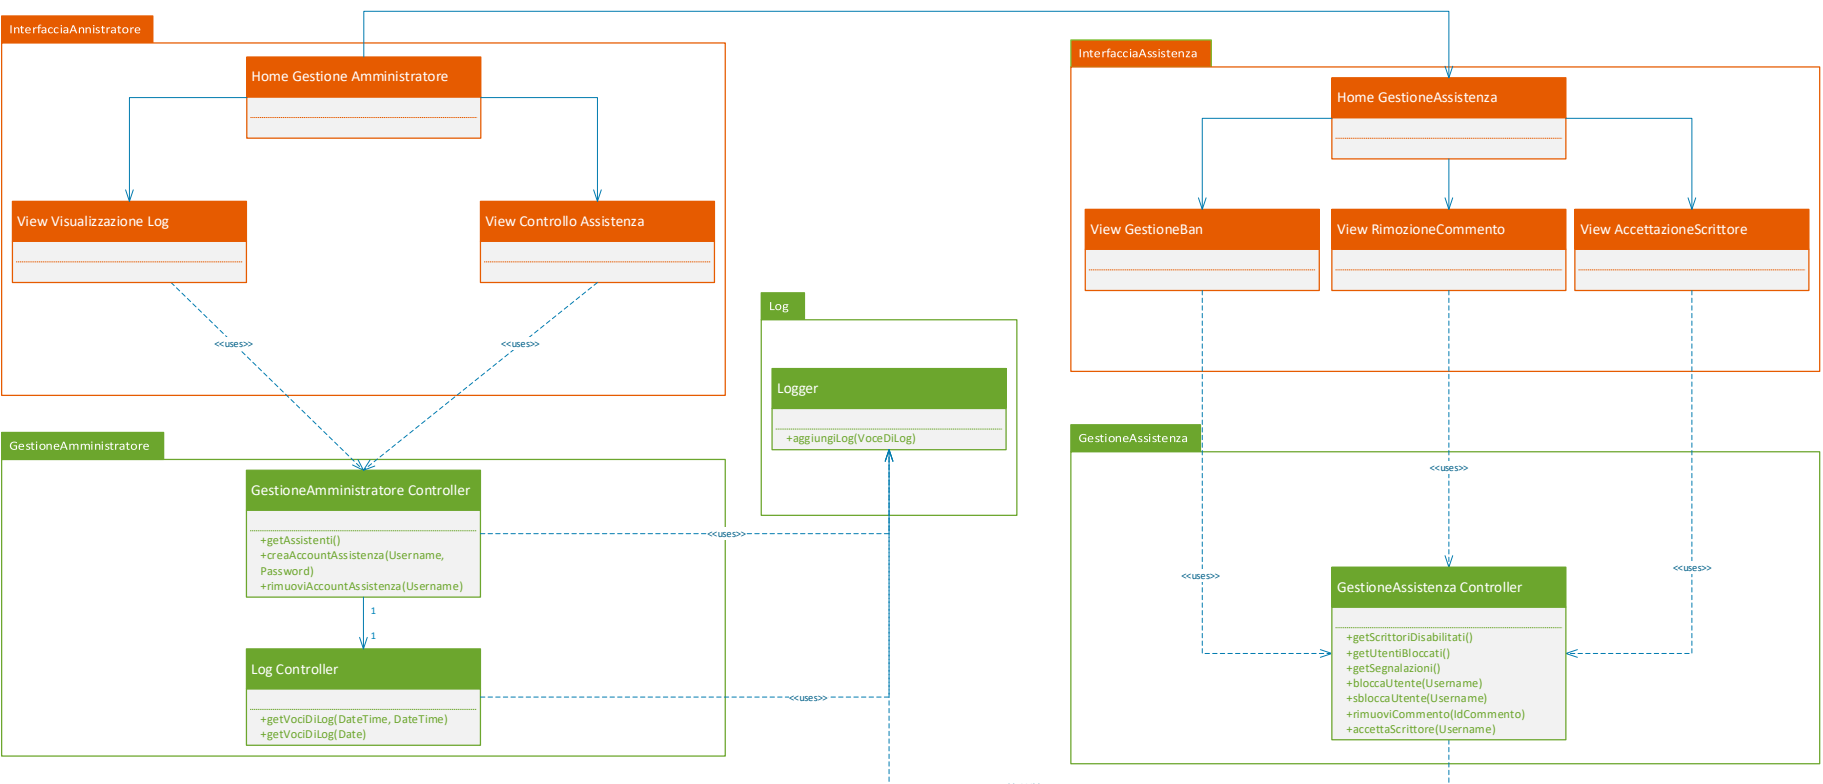 InterfacciaAnnistratore
Home Gestione Amministratore
View Visualizzazione Log
View Controllo Assistenza
<<uses>>
<<uses>>
InterfacciaAssistenza
Home GestioneAssistenza
View GestioneBan
View RimozioneCommento
View AccettazioneScrittore
Log
Logger
+aggiungiLog(VoceDiLog)
GestioneAmministratore
GestioneAmministratore Controller
+getAssistenti()
+creaAccountAssistenza(Username,
Password)
+rimuoviAccountAssistenza(Username)
<<uses>>
1
1
Log Controller
+getVociDiLog(DateTime, DateTime)
+getVociDiLog(Date)
<<uses>>
GestioneAssistenza
<<uses>>
<<uses>>
<<uses>>
GestioneAssistenza Controller
+getScrittoriDisabilitati()
+getUtentiBloccati()
+getSegnalazioni()
+bloccaUtente(Username)
+sbloccaUtente(Username)
+rimuoviCommento(IdCommento)
+accettaScrittore(Username)